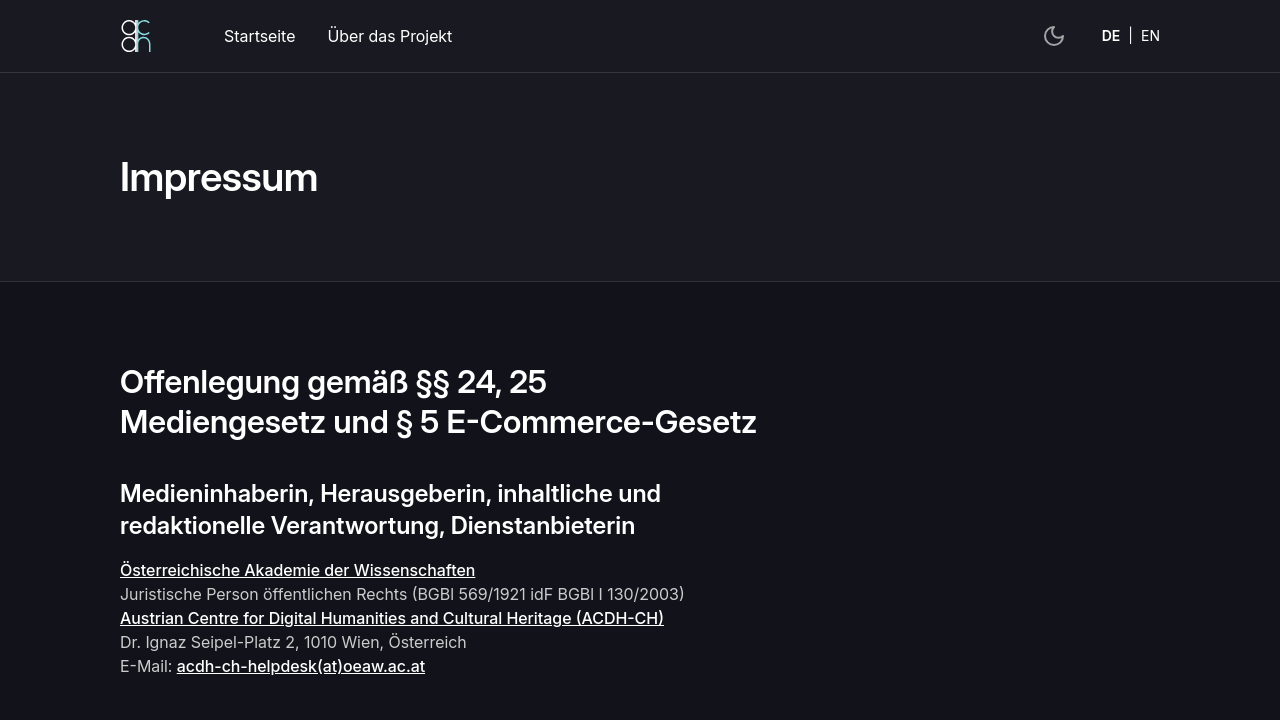 Startseite
Über das Projekt
DE | EN
Impressum
Offenlegung gemäß §§ 24, 25
Mediengesetz und § 5 E-Commerce-Gesetz
Medieninhaberin, Herausgeberin, inhaltliche und
redaktionelle Verantwortung, Dienstanbieterin
Österreichische Akademie der Wissenschaften
Juristische Person öffentlichen Rechts (BGBl 569/1921 idF BGBl I 130/2003)
Austrian Centre for Digital Humanities and Cultural Heritage (ACDH-CH)
Dr. Ignaz Seipel-Platz 2, 1010 Wien, Österreich
E-Mail: acdh-ch-helpdesk(at)oeaw.ac.at